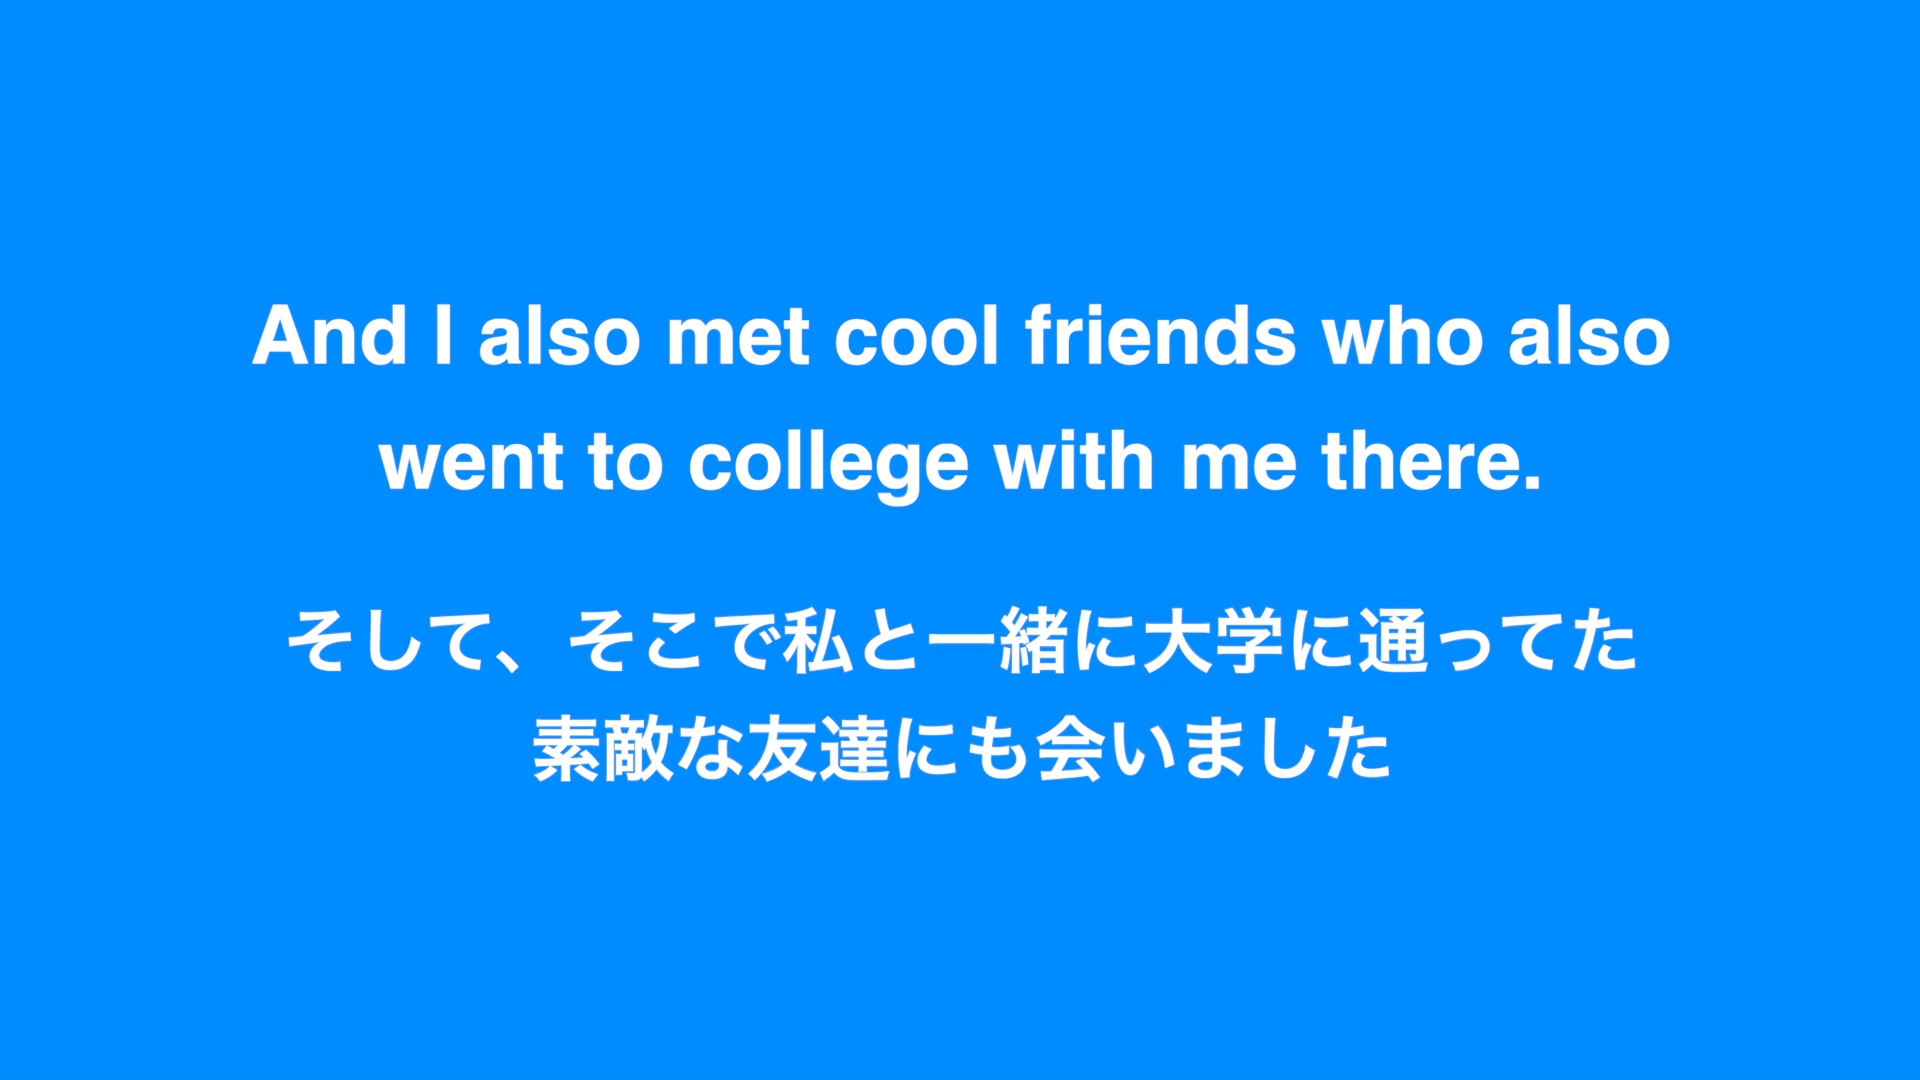 And I also met cool friends who also
went to college with me there.
そして、そこで私と一緒に大学に通ってた
素敵な友達にも会いました